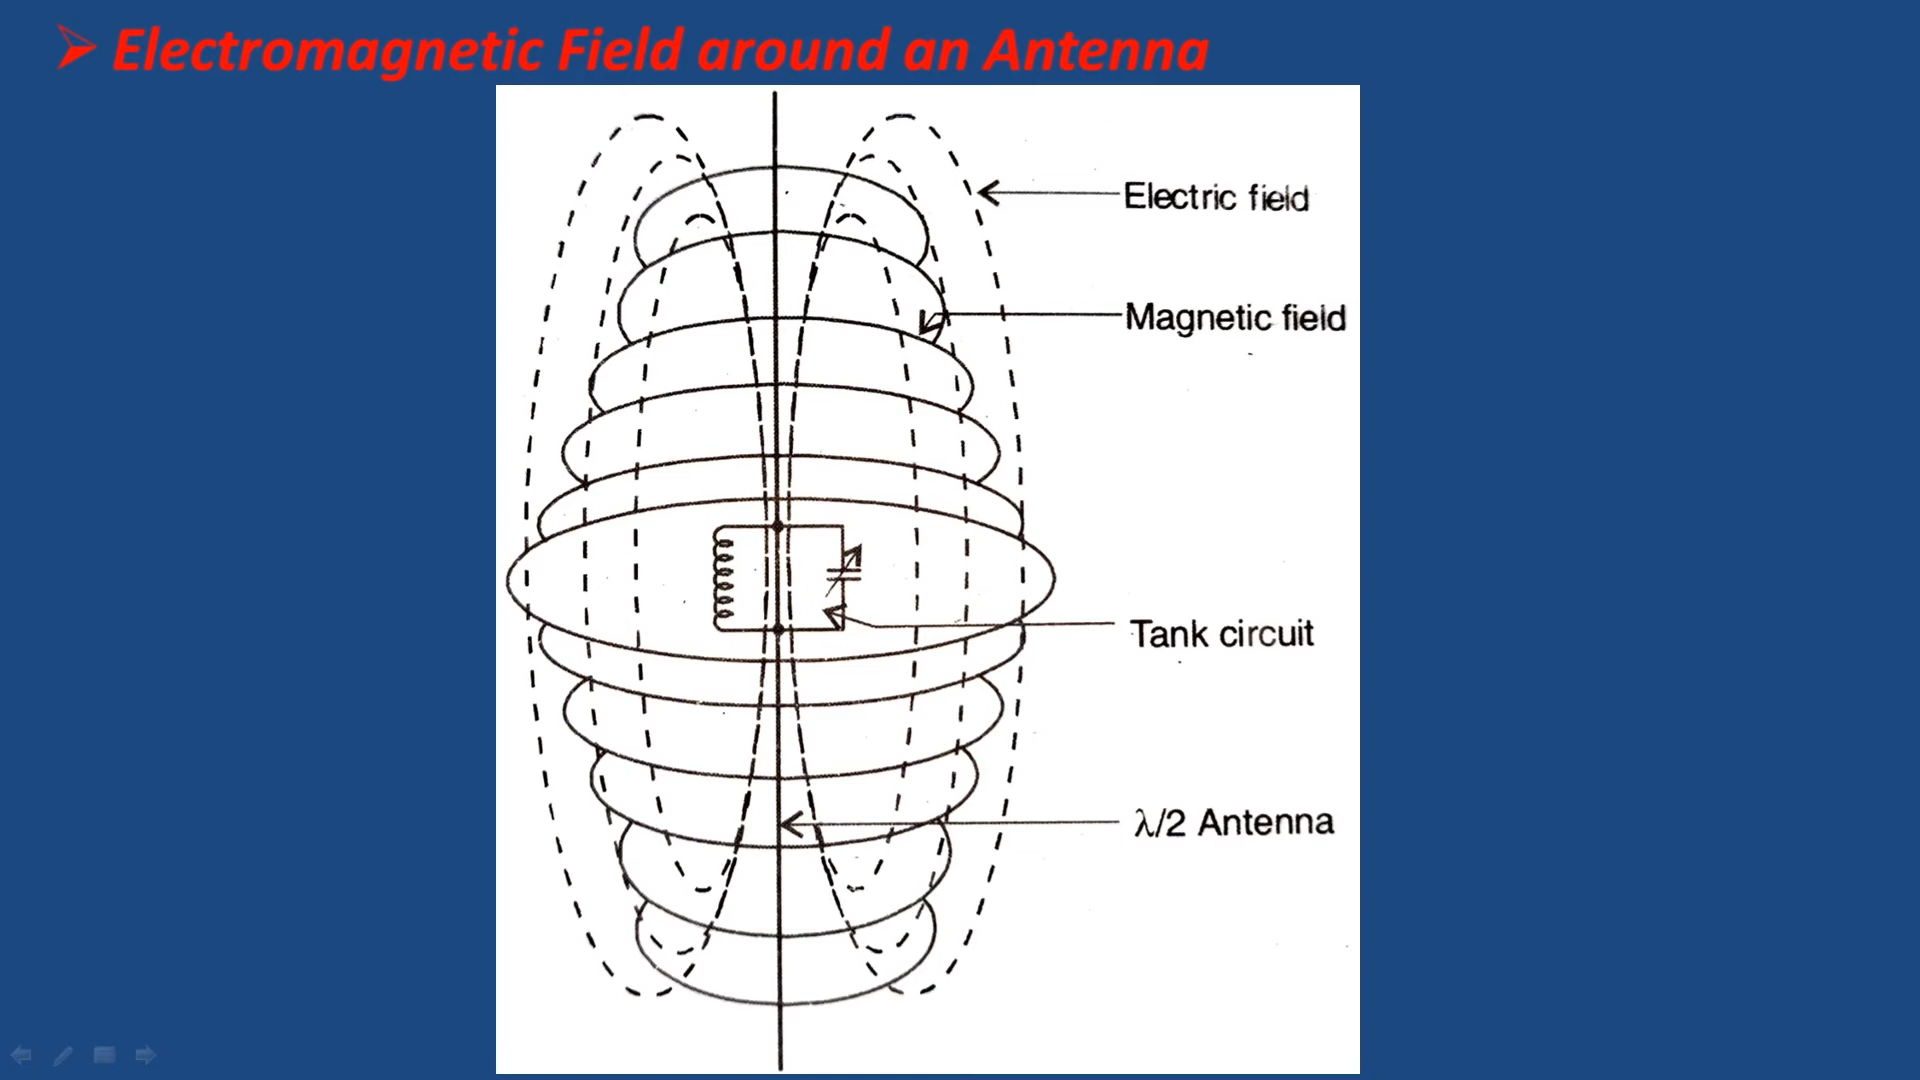 Electromagnetic Field around an Antenna
Electric field
Magnetic field
Tank circuit
λ/2 Antenna